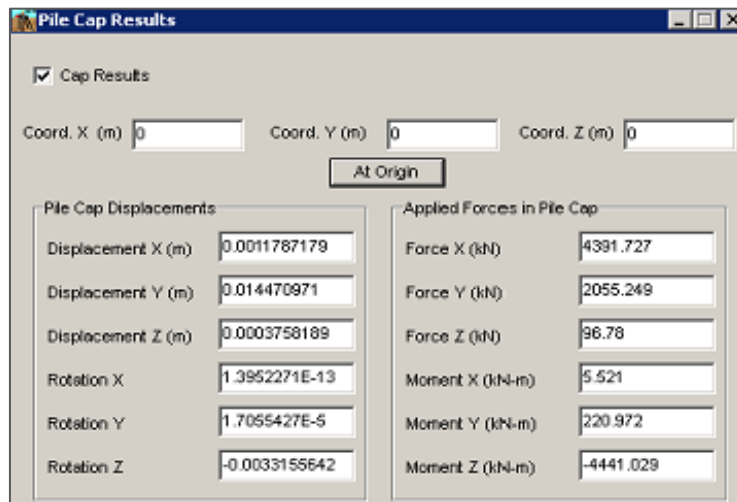 Pile Cap Results
Cap Results
Coord. X (m) 0 Coord. Y (m) 0 Coord. Z (m) 0
At Origin
Pile Cap Displacements Applied Forces in Pile Cap
Displacement X (m) 0.0011787179 Force X (kN) 4391.727
Displacement Y (m) 0.014470971 Force Y (kN) 2055.249
Displacement Z (m) 0.0003758189 Force Z (kN) 96.78
Rotation X 1.3952271E-13 Moment X (kN-m) 5.521
Rotation Y 1.7055427E-5 Moment Y (kN-m) 220.972
Rotation Z -0.0033155642 Moment Z (kN-m) -4441.029